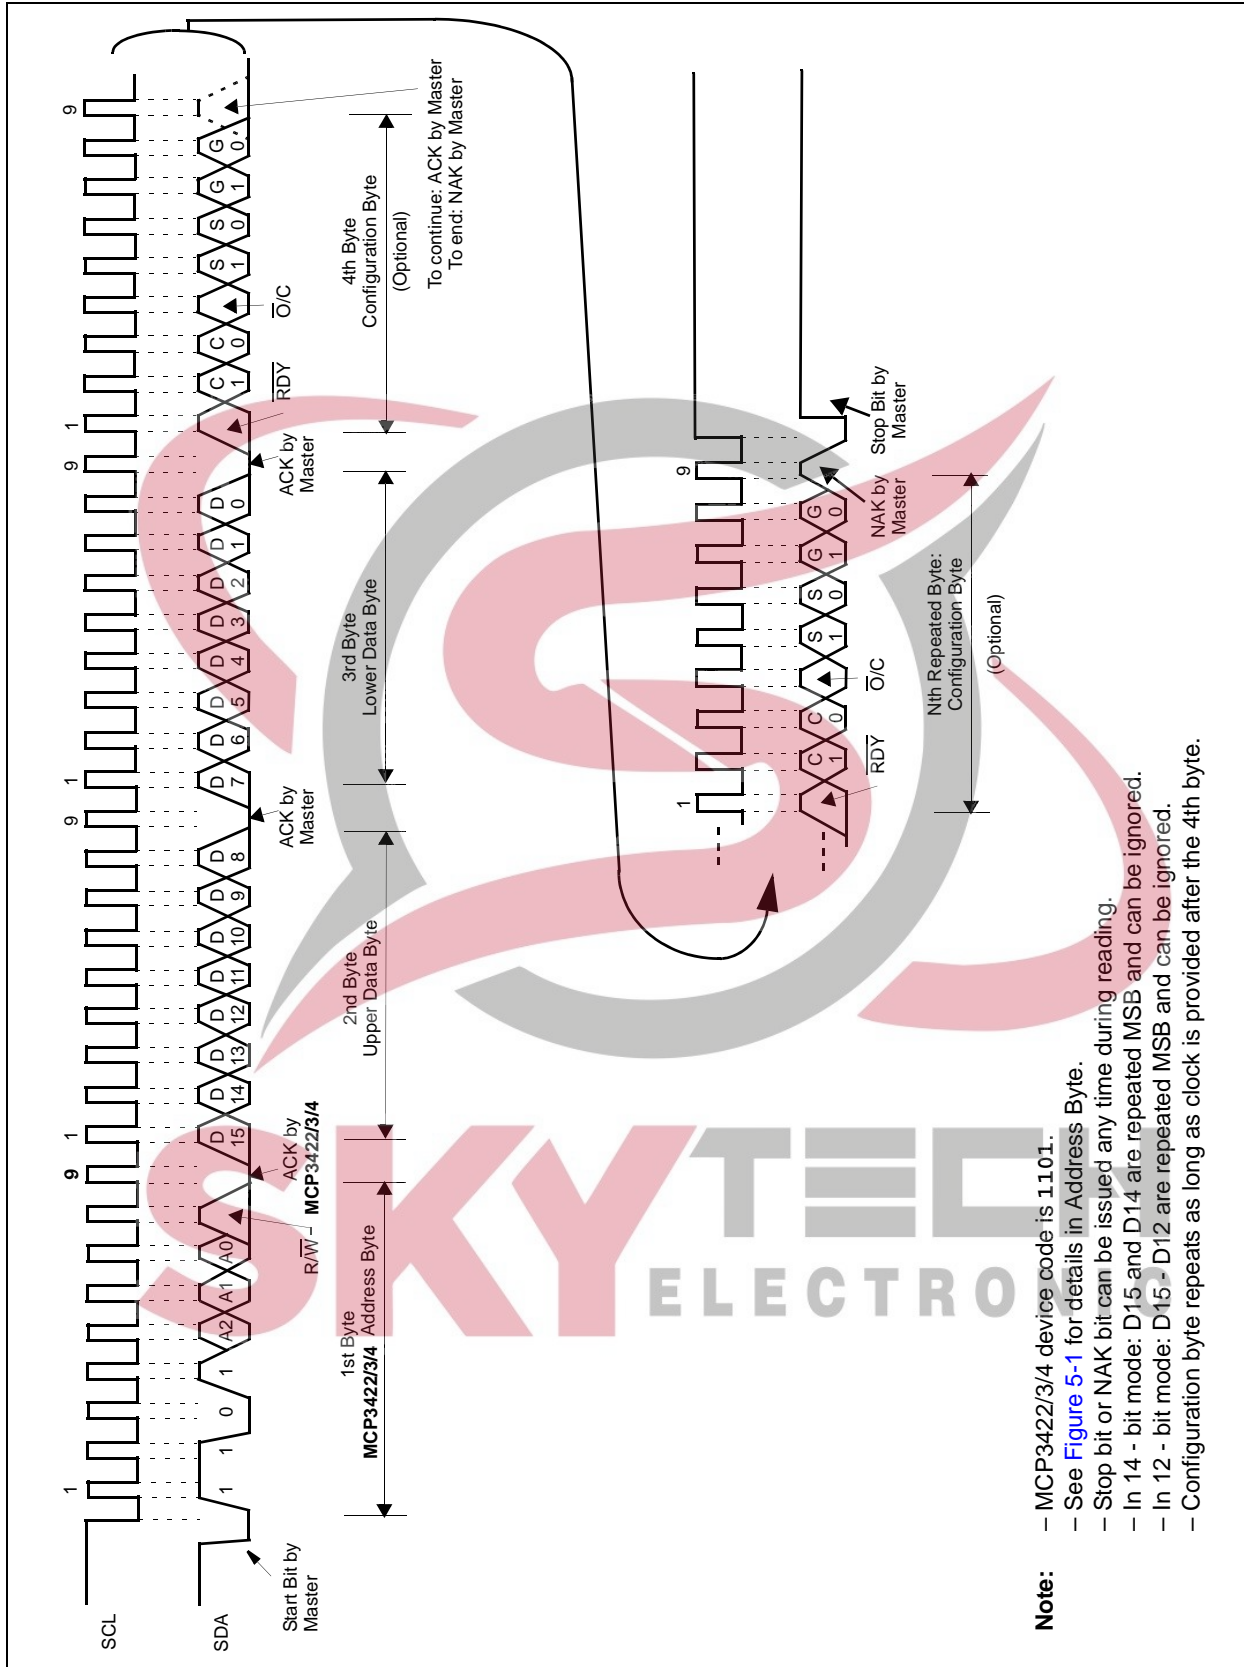 SCL
1
9
1
9
1
9
1
9
SDA
1
1
0
1
A2
A1
A0
D
15
D
14
D
13
D
12
D
11
D
10
D
9
D
8
D
7
D
6
D
5
D
4
D
3
D
2
D
1
D
0
C
1
C
0
S
1
S
0
G
1
G
0
Start Bit by
Master
R/W̅
ACK by
MCP3422/3/4
ACK by
Master
ACK by
Master
R̅D̅Y̅
O̅/C
To continue: ACK by Master
To end: NAK by Master
1st Byte
MCP3422/3/4 Address Byte
2nd Byte
Upper Data Byte
3rd Byte
Lower Data Byte
4th Byte
Configuration Byte
(Optional)
1
9
C
1
C
0
S
1
S
0
G
1
G
0
R̅D̅Y̅
O̅/C
NAK by
Master
Stop Bit by
Master
Nth Repeated Byte:
Configuration Byte
(Optional)
Note:
– MCP3422/3/4 device code is 1101.
– See Figure 5-1 for details in Address Byte.
– Stop bit or NAK bit can be issued any time during reading.
– In 14 - bit mode: D15 and D14 are repeated MSB and can be ignored.
– In 12 - bit mode: D15 - D12 are repeated MSB and can be ignored.
– Configuration byte repeats as long as clock is provided after the 4th byte.
SKYTECH
ELECTRONIC